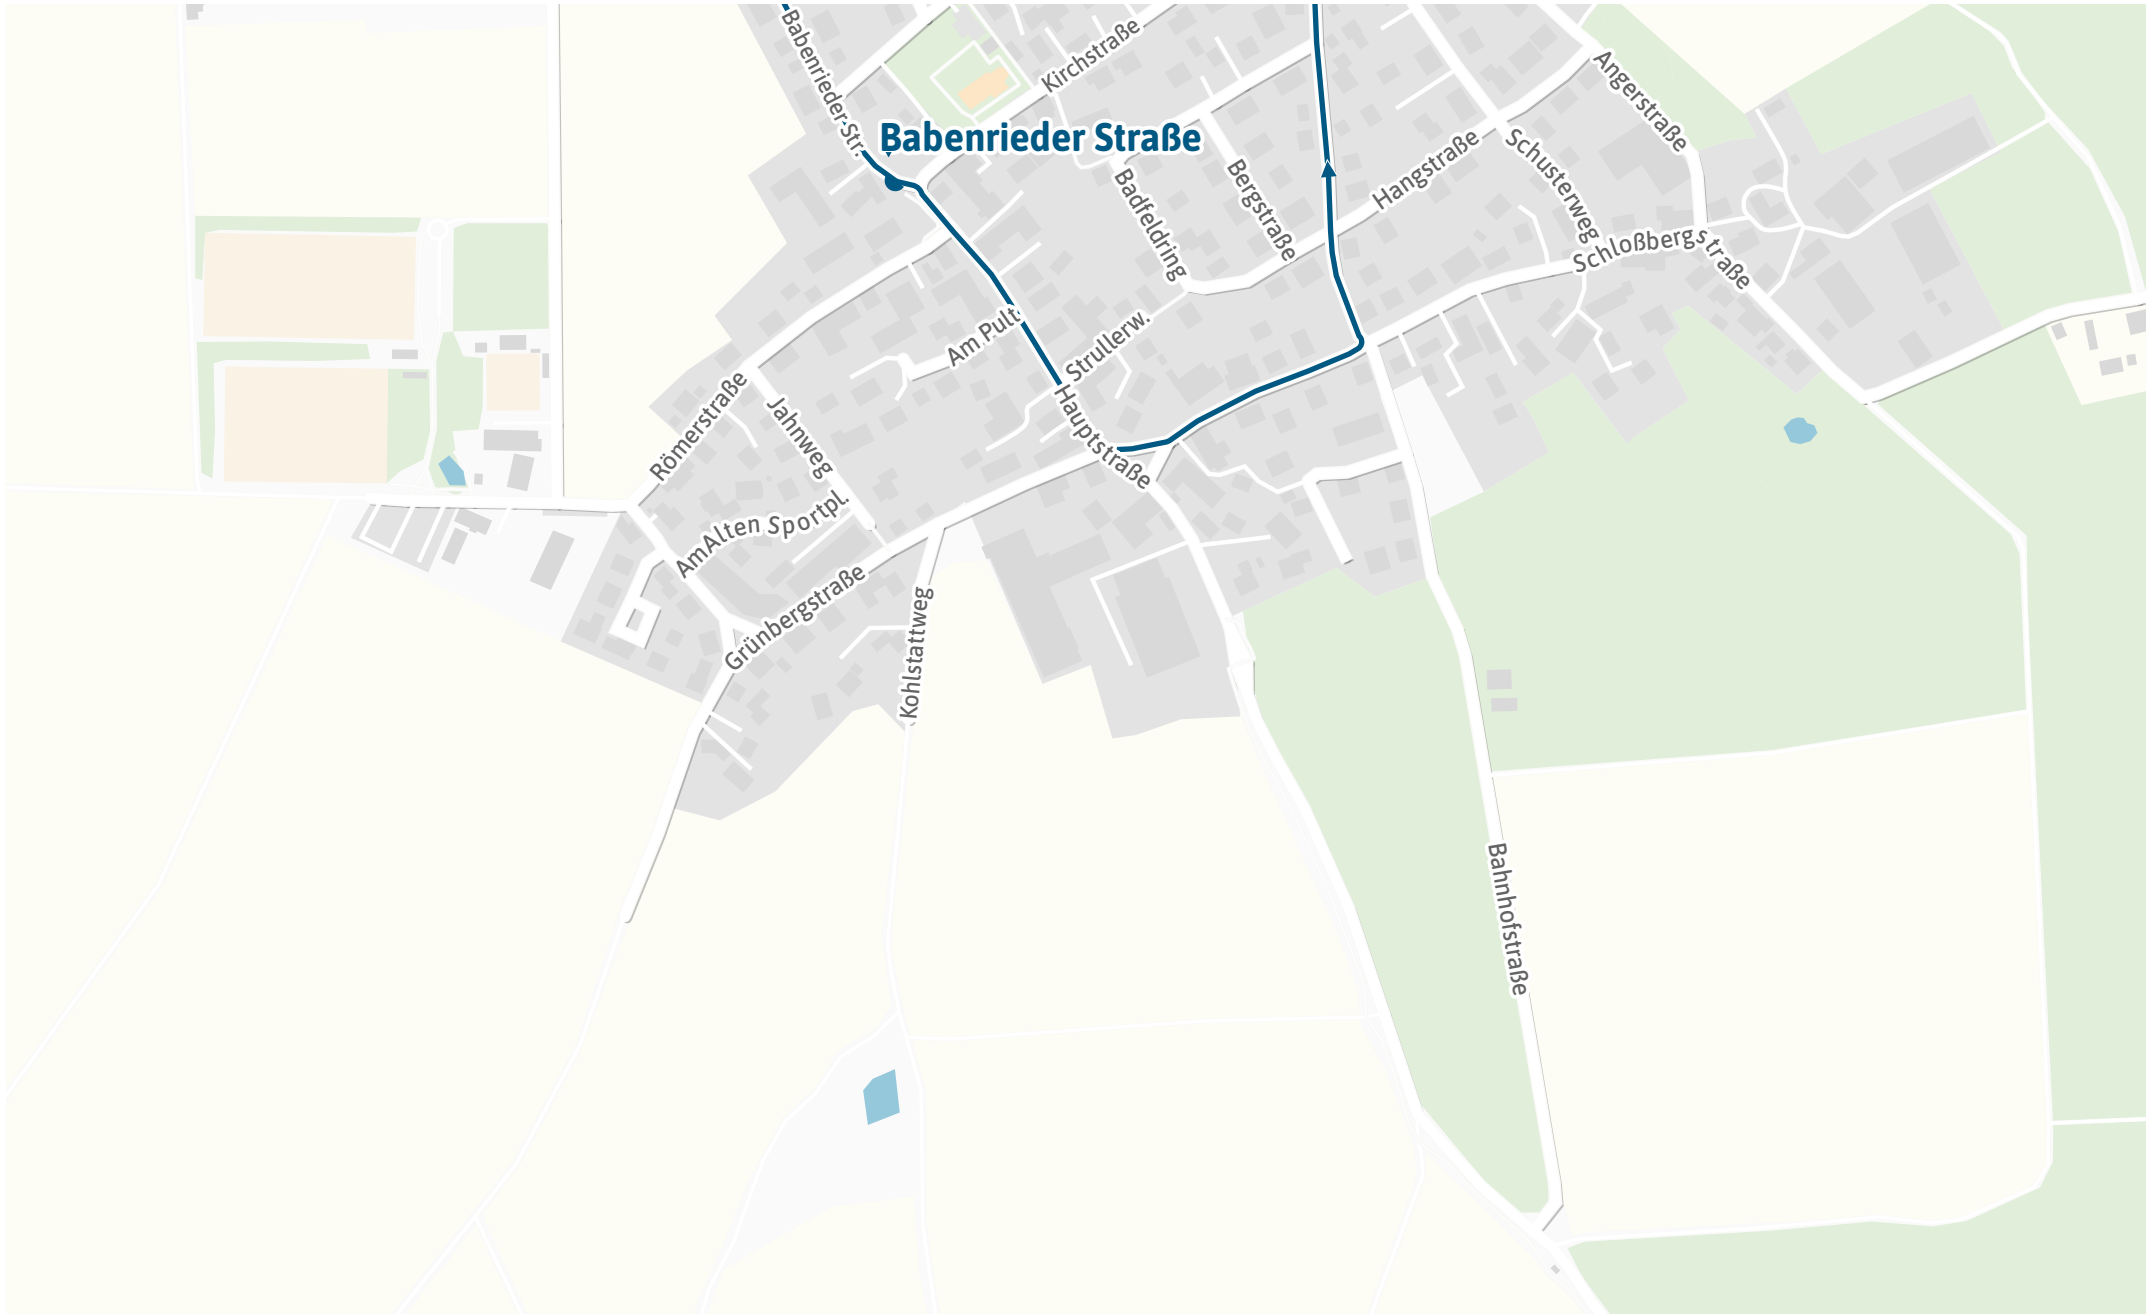 Babenrieder Str.
Kirchstraße
Angerstraße
Babenrieder Straße
Schusterweg
Hangstraße
Bergstraße
Badfeldring
Schloßbergstraße
Am Pult
Strullerw.
Römerstraße
Jahnweg
Hauptstraße
Am Alten Sportpl.
Grünbergstraße
Kohlstattweg
Bahnhofstraße